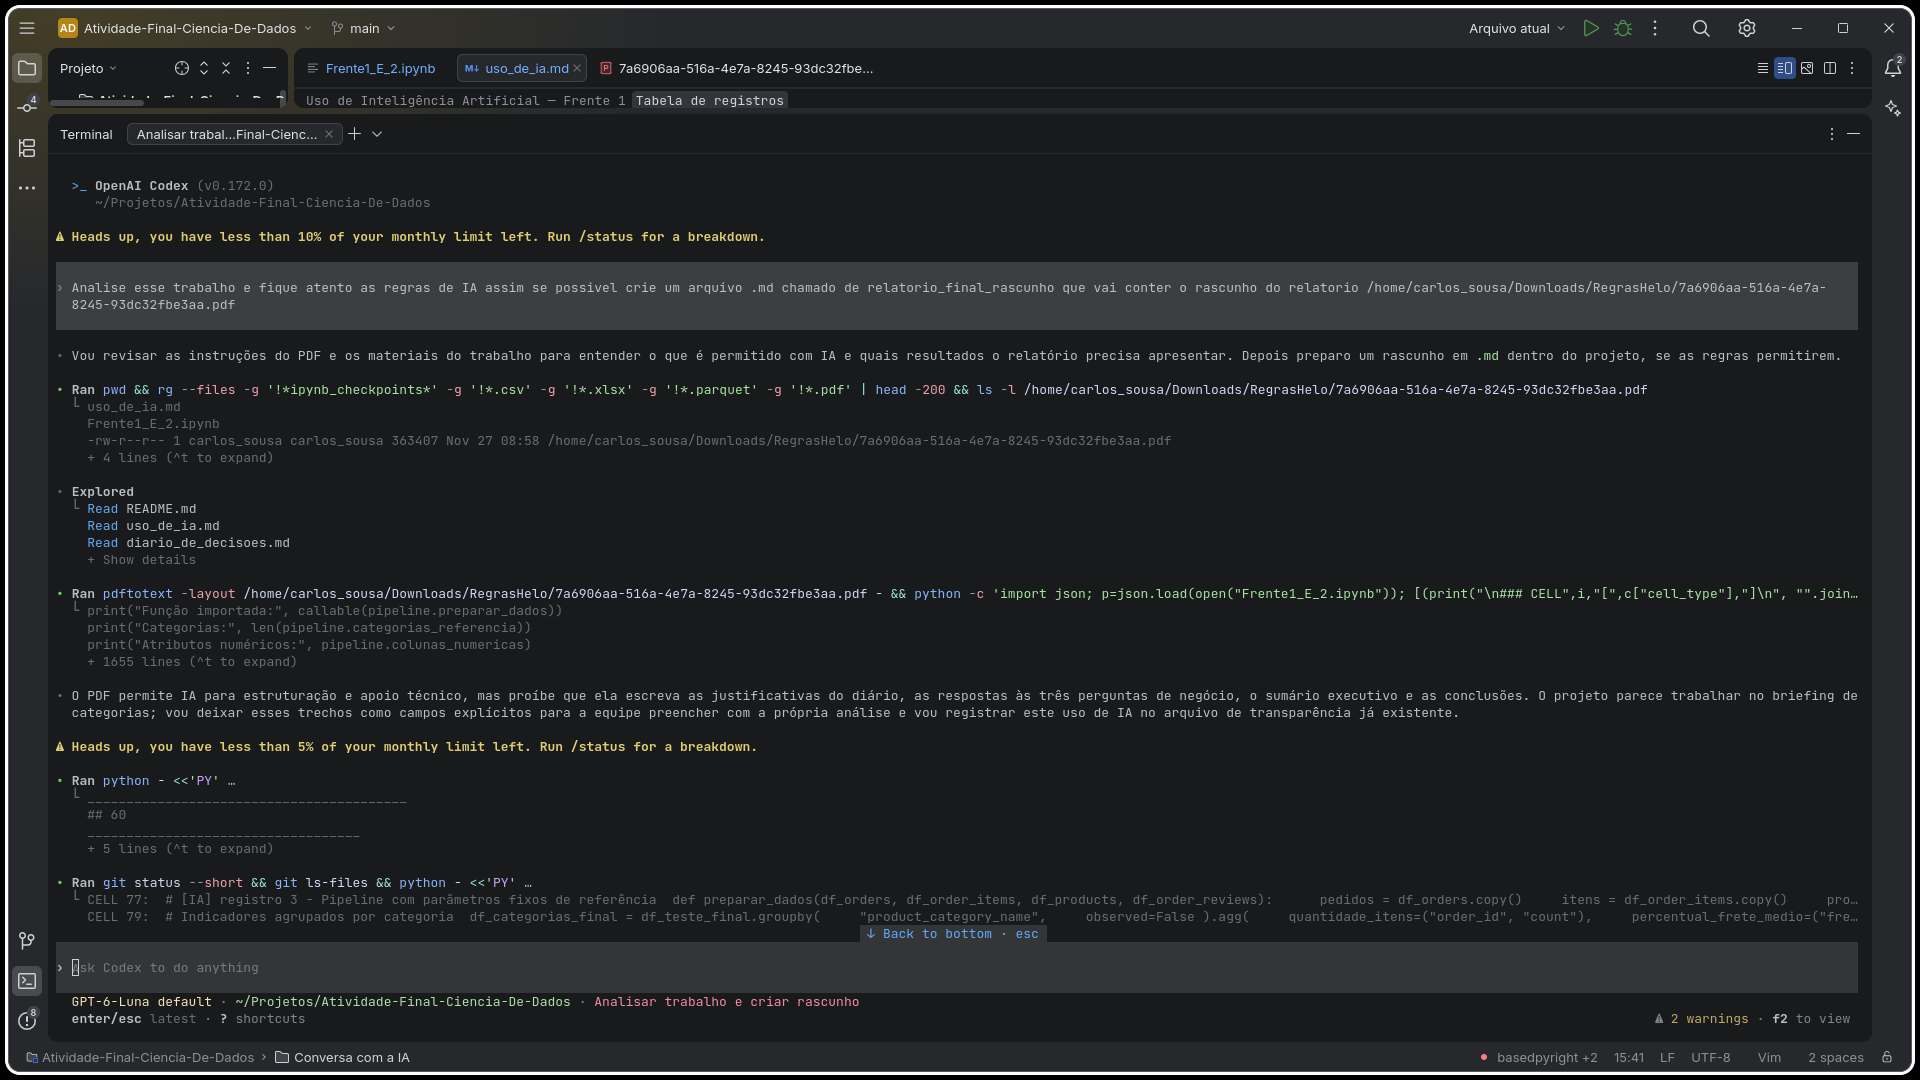 AD Atividade-Final-Ciencia-De-Dados main Arquivo atual
Projeto Frente1_E_2.ipynb M↓ uso_de_ia.md 7a6906aa-516a-4e7a-8245-93dc32fbe... 2
4
Uso de Inteligência Artificial — Frente 1 Tabela de registros
Terminal Analisar trabal...Final-Cienc...
>_ OpenAI Codex (v0.172.0)
~/Projetos/Atividade-Final-Ciencia-De-Dados
⚠ Heads up, you have less than 10% of your monthly limit left. Run /status for a breakdown.
› Analise esse trabalho e fique atento as regras de IA assim se possivel crie um arquivo .md chamado de relatorio_final_rascunho que vai conter o rascunho do relatorio /home/carlos_sousa/Downloads/RegrasHelo/7a6906aa-516a-4e7a-
8245-93dc32fbe3aa.pdf
• Vou revisar as instruções do PDF e os materiais do trabalho para entender o que é permitido com IA e quais resultados o relatório precisa apresentar. Depois preparo um rascunho em .md dentro do projeto, se as regras permitirem.
• Ran pwd && rg --files -g '!*ipynb_checkpoints*' -g '!*.csv' -g '!*.xlsx' -g '!*.parquet' -g '!*.pdf' | head -200 && ls -l /home/carlos_sousa/Downloads/RegrasHelo/7a6906aa-516a-4e7a-8245-93dc32fbe3aa.pdf
└ uso_de_ia.md
Frente1_E_2.ipynb
-rw-r--r-- 1 carlos_sousa carlos_sousa 363407 Nov 27 08:58 /home/carlos_sousa/Downloads/RegrasHelo/7a6906aa-516a-4e7a-8245-93dc32fbe3aa.pdf
+ 4 lines (^t to expand)
• Explored
└ Read README.md
Read uso_de_ia.md
Read diario_de_decisoes.md
+ Show details
• Ran pdftotext -layout /home/carlos_sousa/Downloads/RegrasHelo/7a6906aa-516a-4e7a-8245-93dc32fbe3aa.pdf - && python -c 'import json; p=json.load(open("Frente1_E_2.ipynb")); [(print("\n### CELL",i,"[",c["cell_type"],"]\n", "".join…
└ print("Função importada:", callable(pipeline.preparar_dados))
print("Categorias:", len(pipeline.categorias_referencia))
print("Atributos numéricos:", pipeline.colunas_numericas)
+ 1655 lines (^t to expand)
• O PDF permite IA para estruturação e apoio técnico, mas proíbe que ela escreva as justificativas do diário, as respostas às três perguntas de negócio, o sumário executivo e as conclusões. O projeto parece trabalhar no briefing de
categorias; vou deixar esses trechos como campos explícitos para a equipe preencher com a própria análise e vou registrar este uso de IA no arquivo de transparência já existente.
⚠ Heads up, you have less than 5% of your monthly limit left. Run /status for a breakdown.
• Ran python - <<'PY' …
└ _________________________________________
## 60
___________________________________
+ 5 lines (^t to expand)
• Ran git status --short && git ls-files && python - <<'PY' …
└ CELL 77: # [IA] registro 3 - Pipeline com parâmetros fixos de referência def preparar_dados(df_orders, df_order_items, df_products, df_order_reviews): pedidos = df_orders.copy() itens = df_order_items.copy() pro…
CELL 79: # Indicadores agrupados por categoria df_categorias_final = df_teste_final.groupby( "product_category_name", observed=False ).agg( quantidade_itens=("order_id", "count"), percentual_frete_medio=("fre…
↓ Back to bottom · esc
› Ask Codex to do anything
GPT-6-Luna default · ~/Projetos/Atividade-Final-Ciencia-De-Dados · Analisar trabalho e criar rascunho
enter/esc latest · ? shortcuts ⚠ 2 warnings · f2 to view
8
Atividade-Final-Ciencia-De-Dados › Conversa com a IA basedpyright +2 15:41 LF UTF-8 Vim 2 spaces